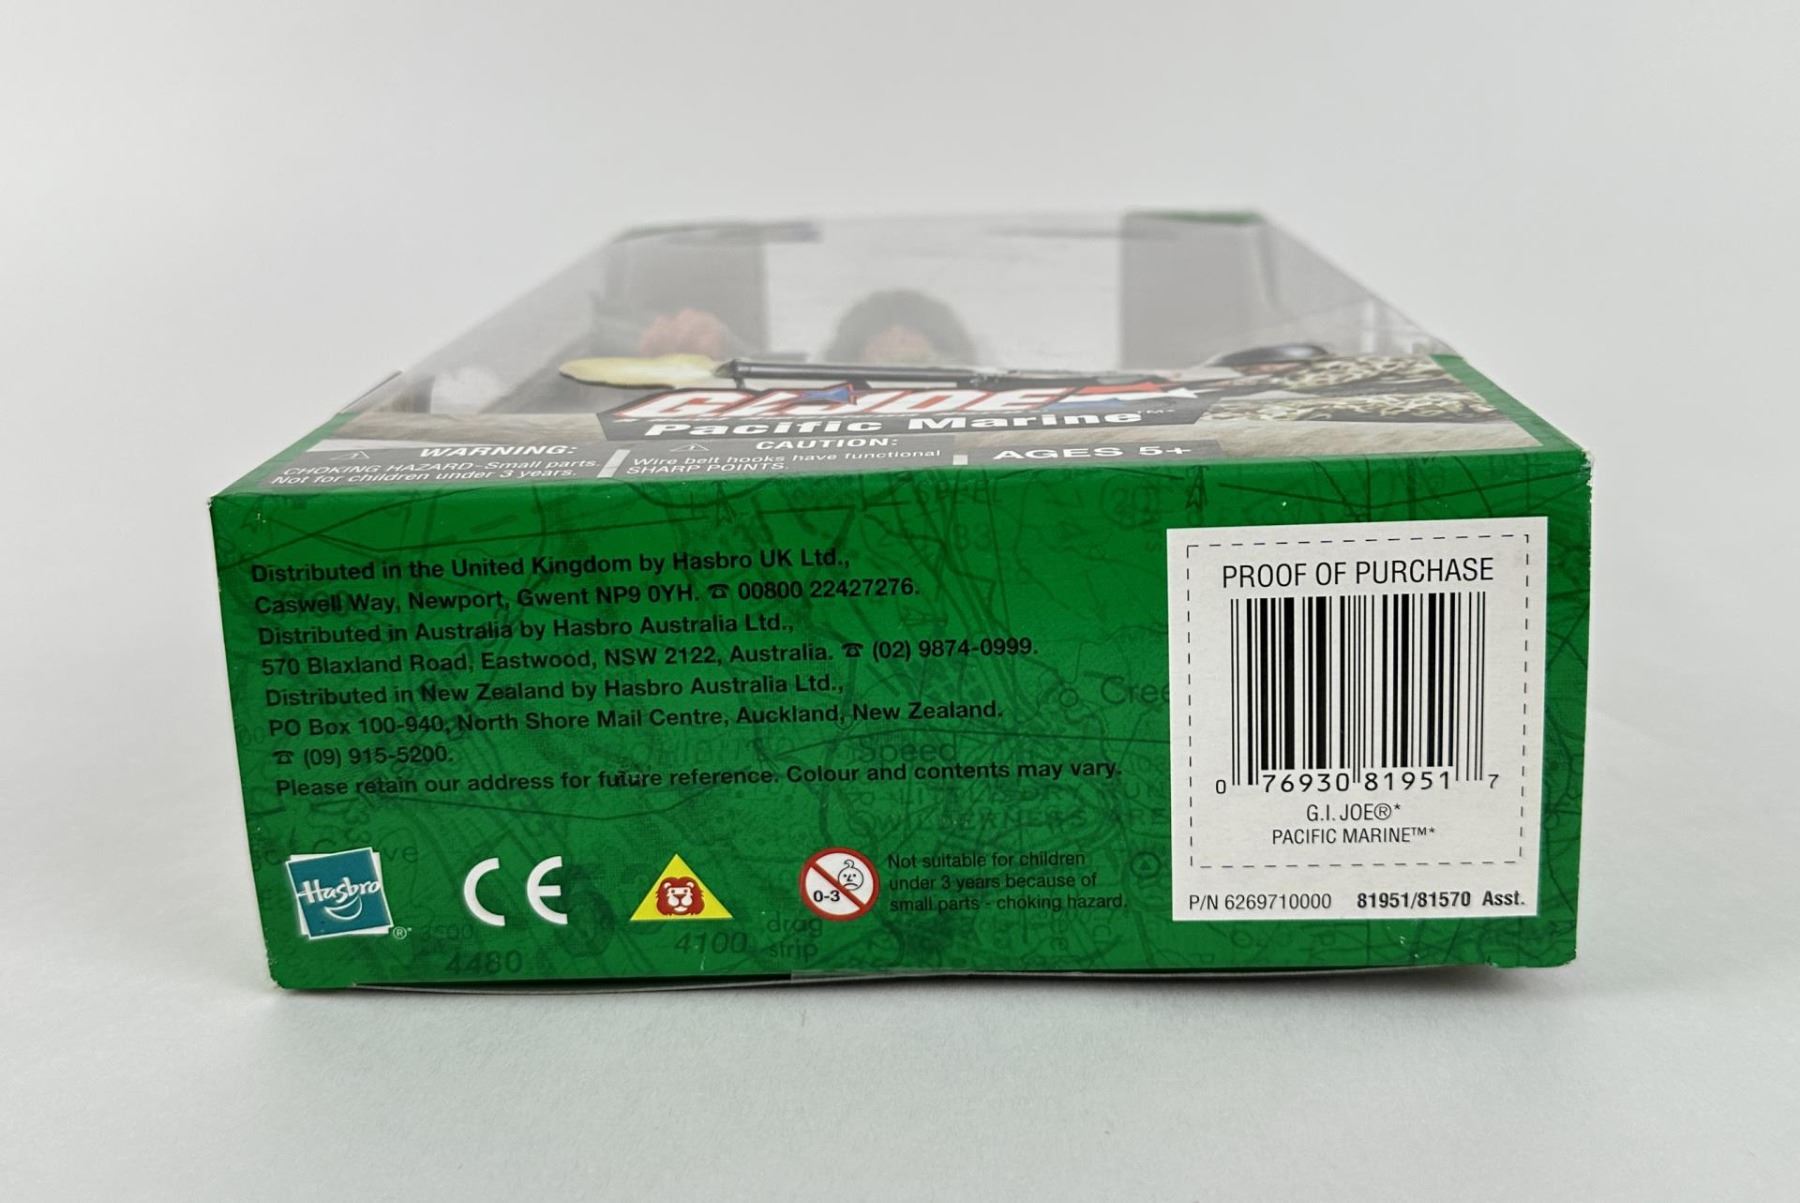 G.I. JOE
Pacific Marine™*
WARNING:
CHOKING HAZARD-Small parts.
Not for children under 3 years.
CAUTION:
Wire belt hooks have functional
SHARP POINTS.
AGES 5+
Distributed in the United Kingdom by Hasbro UK Ltd.,
Caswell Way, Newport, Gwent NP9 0YH. ☎ 00800 22427276.
Distributed in Australia by Hasbro Australia Ltd.,
570 Blaxland Road, Eastwood, NSW 2122, Australia. ☎ (02) 9874-0999.
Distributed in New Zealand by Hasbro Australia Ltd.,
PO Box 100-940, North Shore Mail Centre, Auckland, New Zealand.
☎ (09) 915-5200.
Please retain our address for future reference. Colour and contents may vary.
Speed
Hasbro
®*
CE
0-3
Not suitable for children
under 3 years because of
small parts - choking hazard.
4480
4100
drag
strip
PROOF OF PURCHASE
0 76930 81951 7
G.I. JOE®*
PACIFIC MARINE™*
P/N 6269710000 81951/81570 Asst.